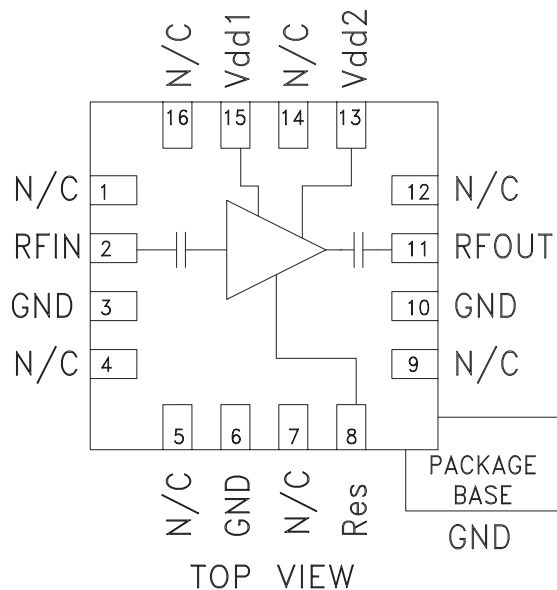 N/C
Vdd1
N/C
Vdd2
16
15
14
13
N/C 1
12 N/C
RFIN 2
11 RFOUT
GND 3
10 GND
N/C 4
9 N/C
5
6
7
8
N/C
GND
N/C
Res
PACKAGE
BASE
GND
TOP VIEW